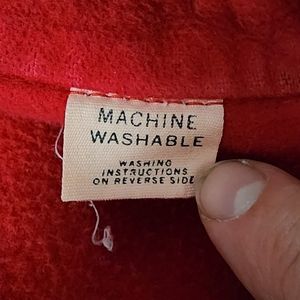 MACHINE
WASHABLE
WASHING
INSTRUCTIONS
ON REVERSE SIDE